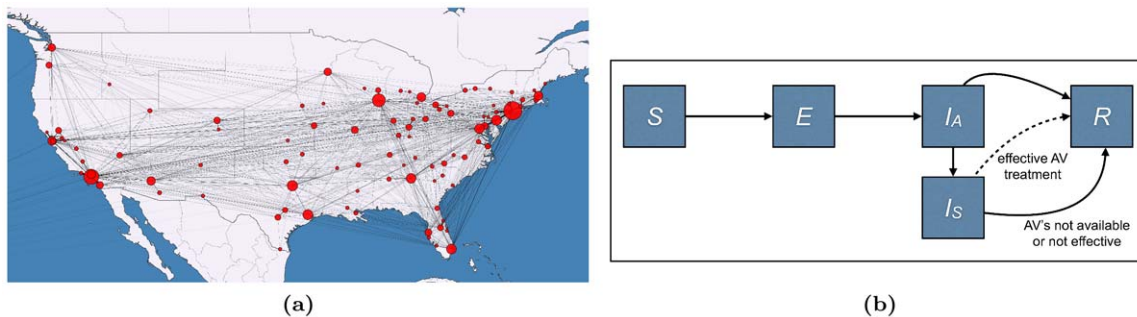 S
E
I_A
R
effective AV
treatment
I_S
AV's not available
or not effective
(a)
(b)